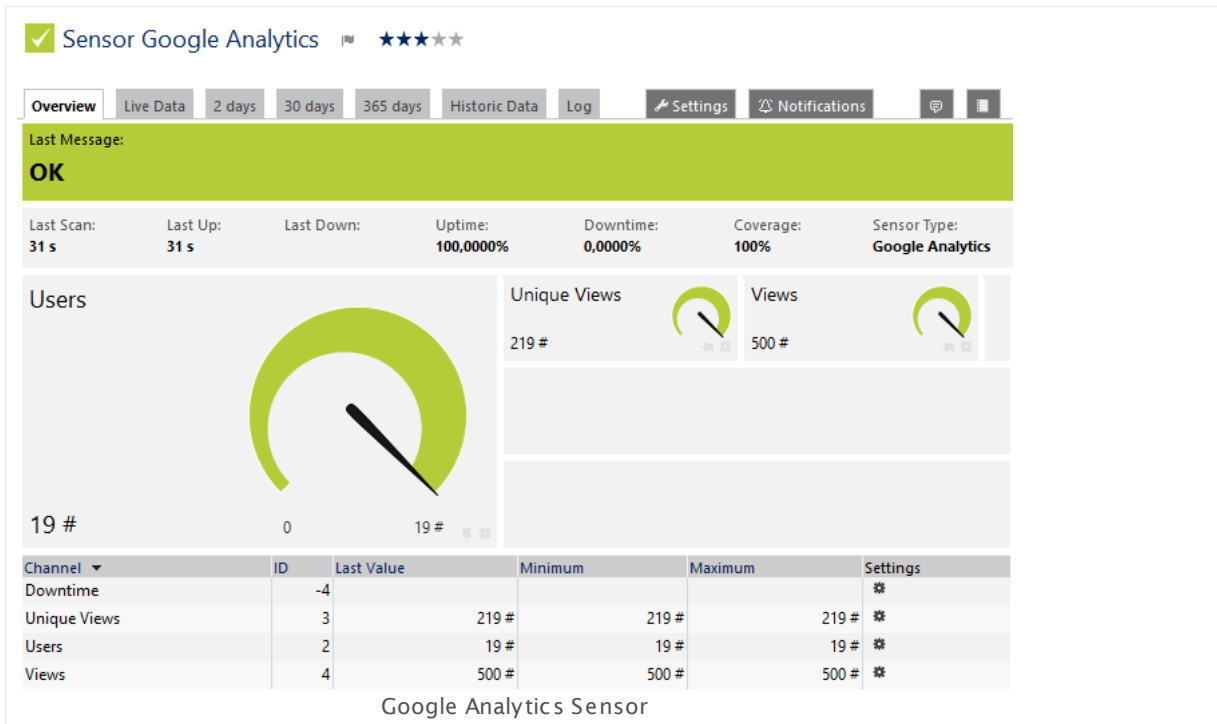 Sensor Google Analytics
Overview Live Data 2 days 30 days 365 days Historic Data Log Settings Notifications
Last Message:
OK
Last Scan: Last Up: Last Down: Uptime: Downtime: Coverage: Sensor Type:
31 s 31 s 100,0000% 0,0000% 100% Google Analytics
Users Unique Views Views
219 # 500 #
19 # 0 19 #
Channel ID Last Value Minimum Maximum Settings
Downtime -4
Unique Views 3 219 # 219 # 219 #
Users 2 19 # 19 # 19 #
Views 4 500 # 500 # 500 #
Google Analytics Sensor